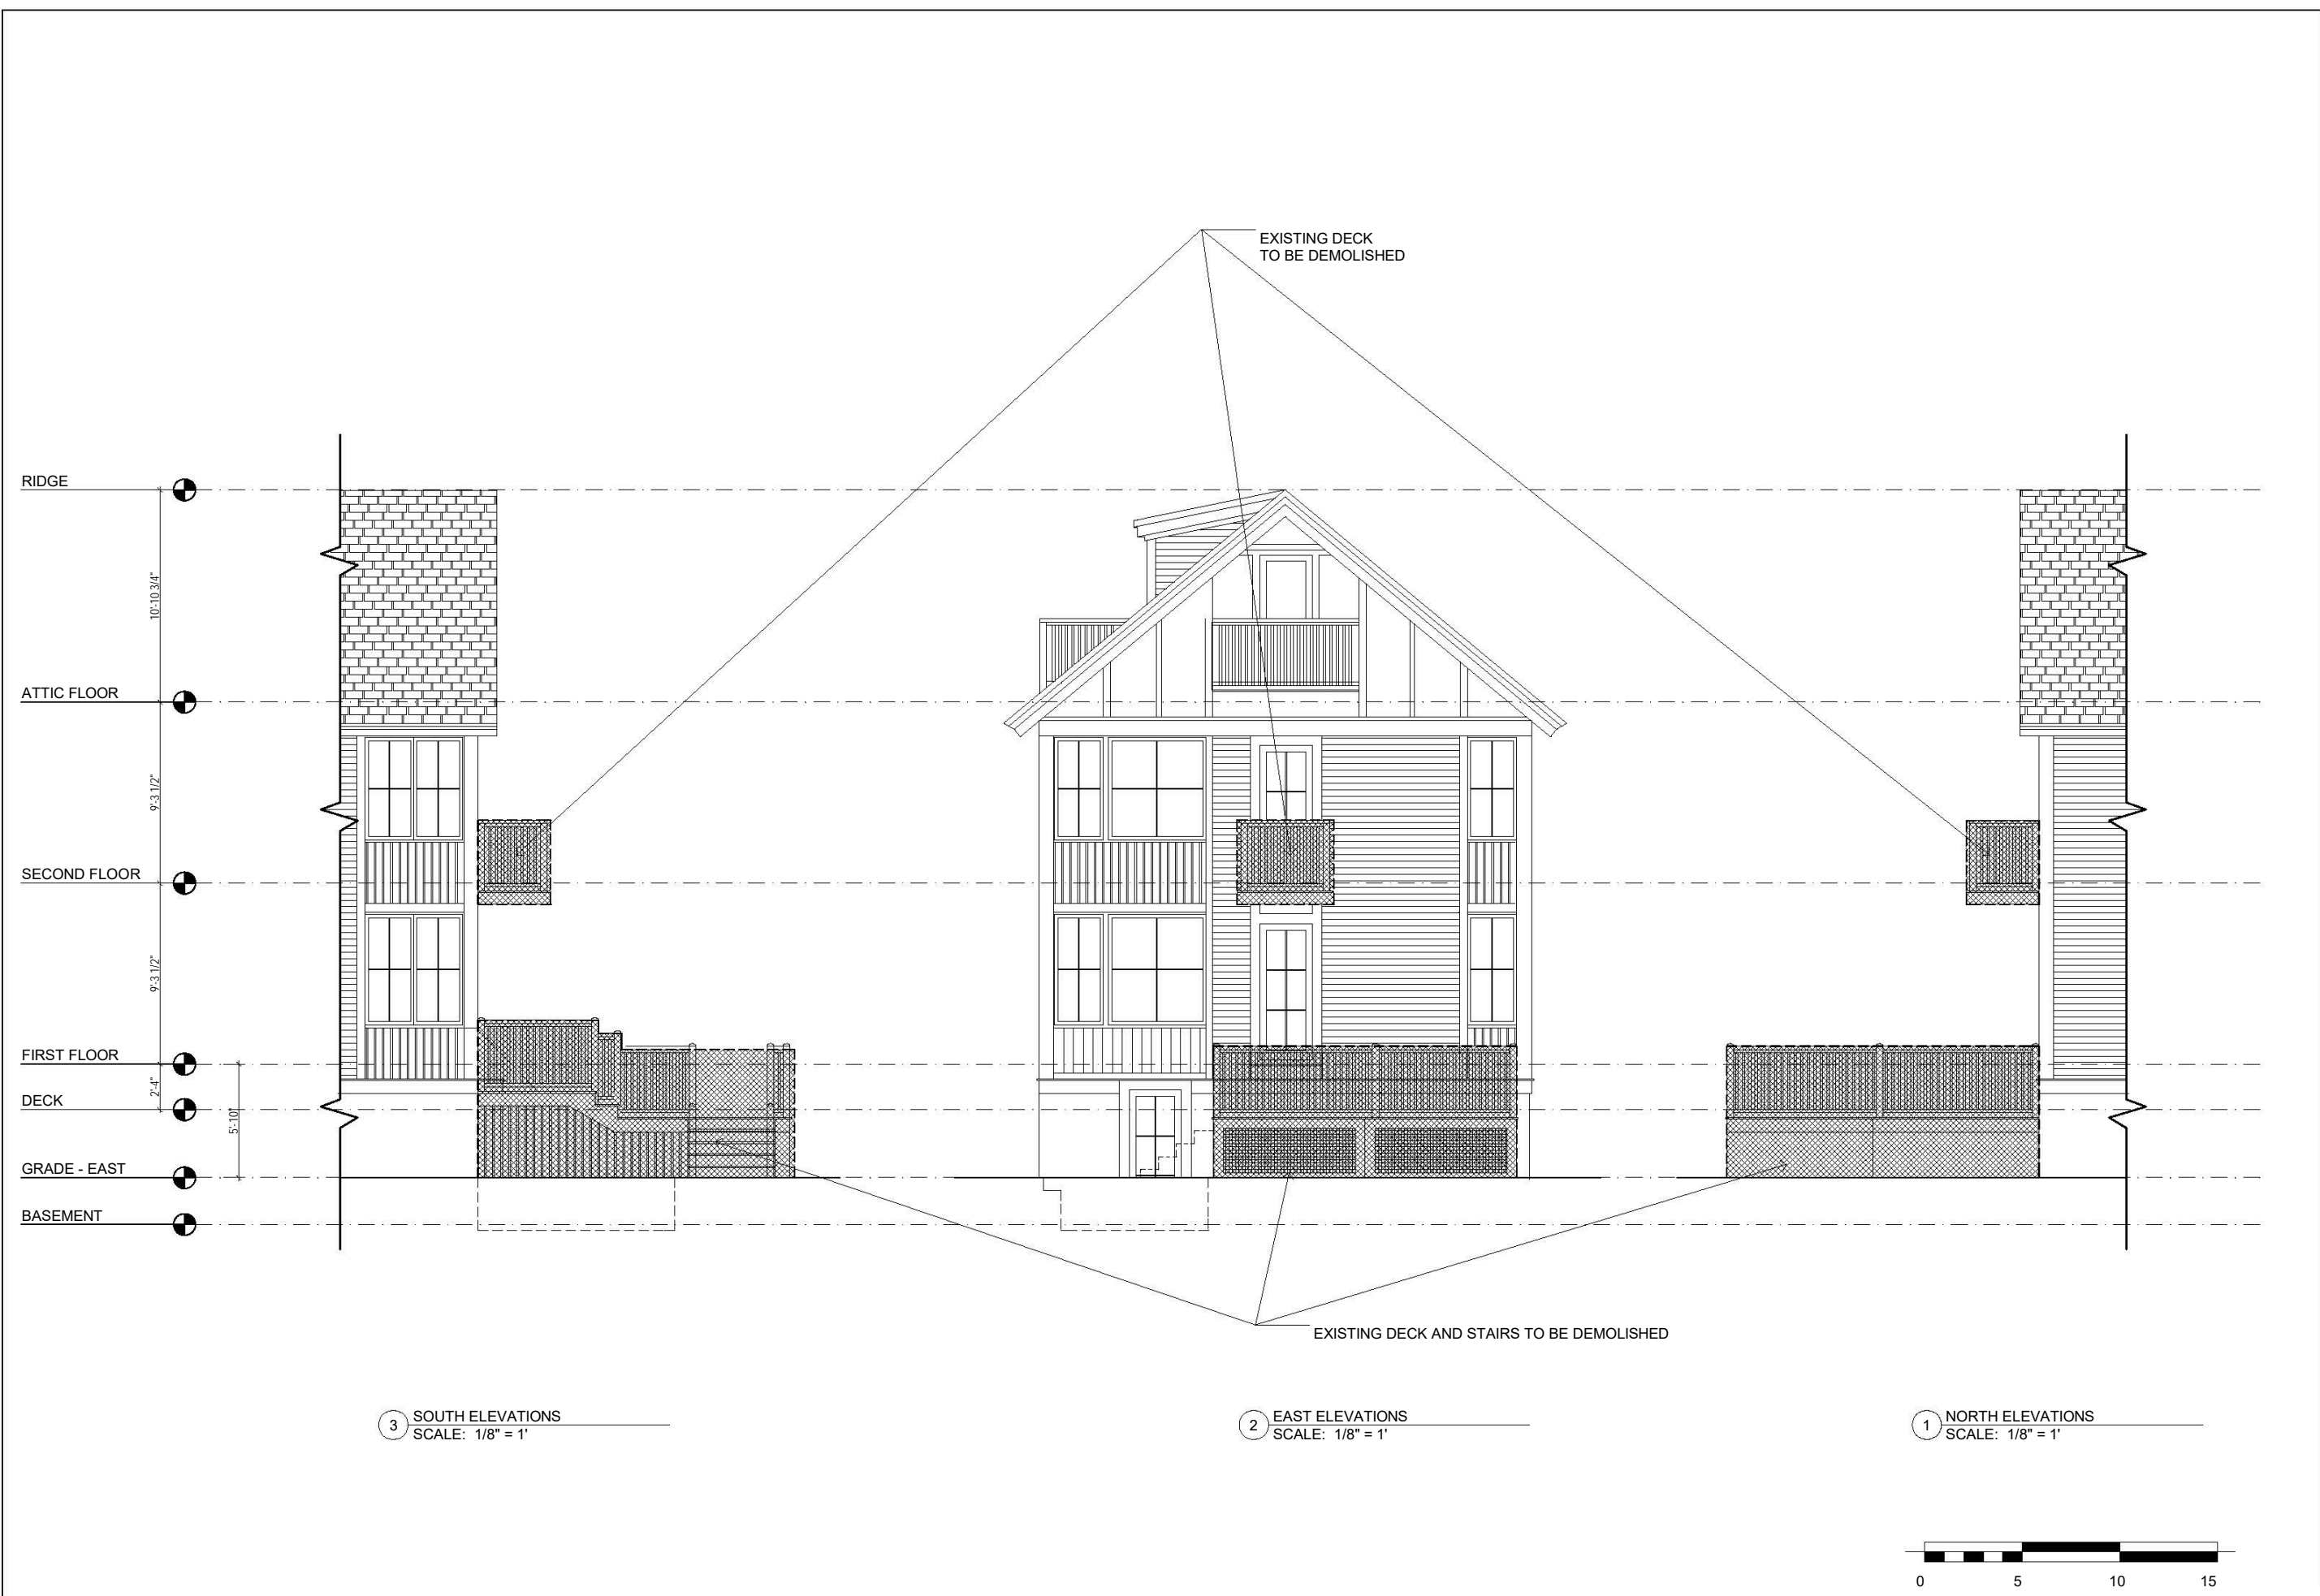 EXISTING DECK
TO BE DEMOLISHED
RIDGE
10'-10 3/4"
ATTIC FLOOR
9'-3 1/2"
SECOND FLOOR
9'-3 1/2"
FIRST FLOOR
2'-4"
DECK
5'-10"
GRADE - EAST
BASEMENT
EXISTING DECK AND STAIRS TO BE DEMOLISHED
3 SOUTH ELEVATIONS
SCALE: 1/8" = 1'
2 EAST ELEVATIONS
SCALE: 1/8" = 1'
1 NORTH ELEVATIONS
SCALE: 1/8" = 1'
0 5 10 15